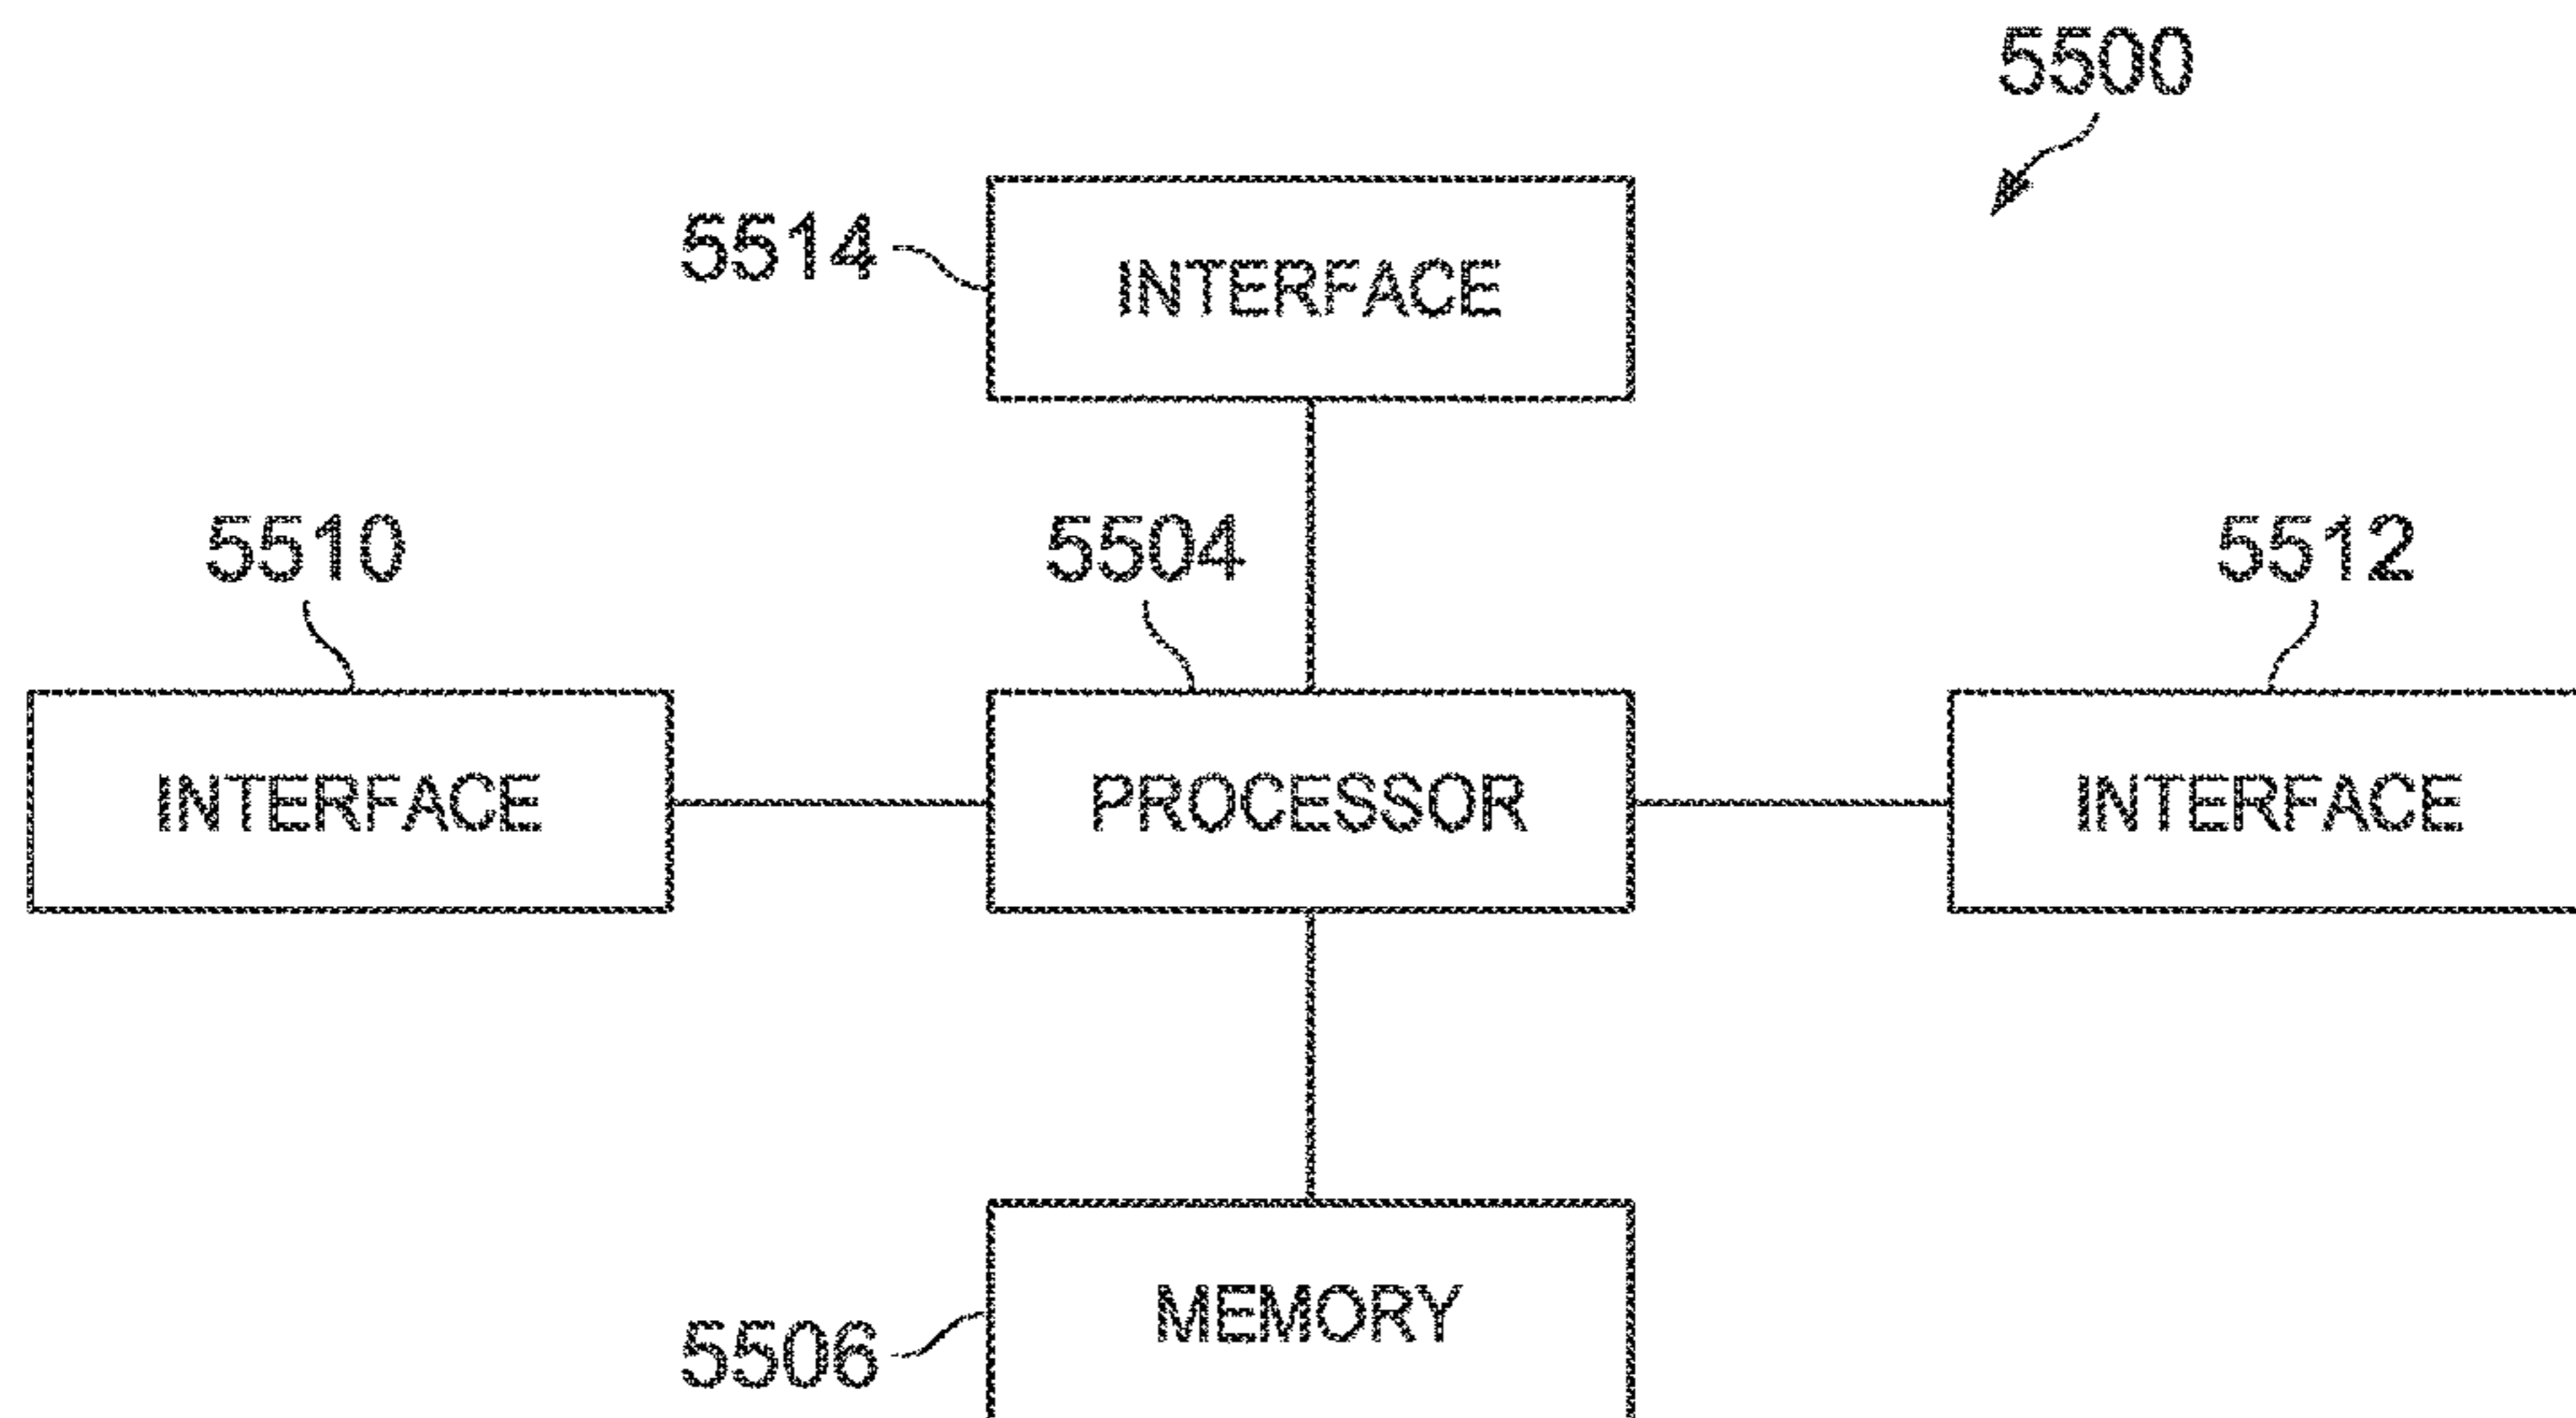 5500
5514
INTERFACE
5510
5504
5512
INTERFACE
PROCESSOR
INTERFACE
MEMORY
5506